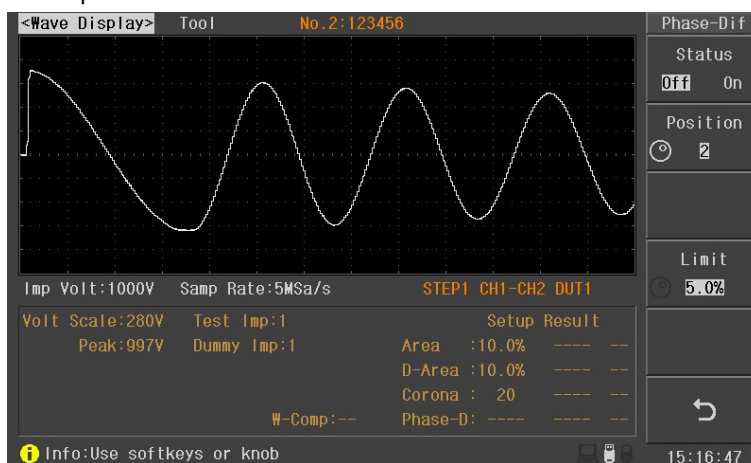 <Wave Display> Tool No.2:123456 Phase-Dif
Status
Off On
Position
2
Limit
5.0%
Imp Volt:1000V Samp Rate:5MSa/s STEP1 CH1-CH2 DUT1
Volt Scale:280V Test Imp:1 Setup Result
Peak:997V Dummy Imp:1 Area :10.0% ---- --
D-Area :10.0% ---- --
Corona : 20 ---- --
W-Comp:-- Phase-D: ---- ---- --
i Info:Use softkeys or knob 15:16:47